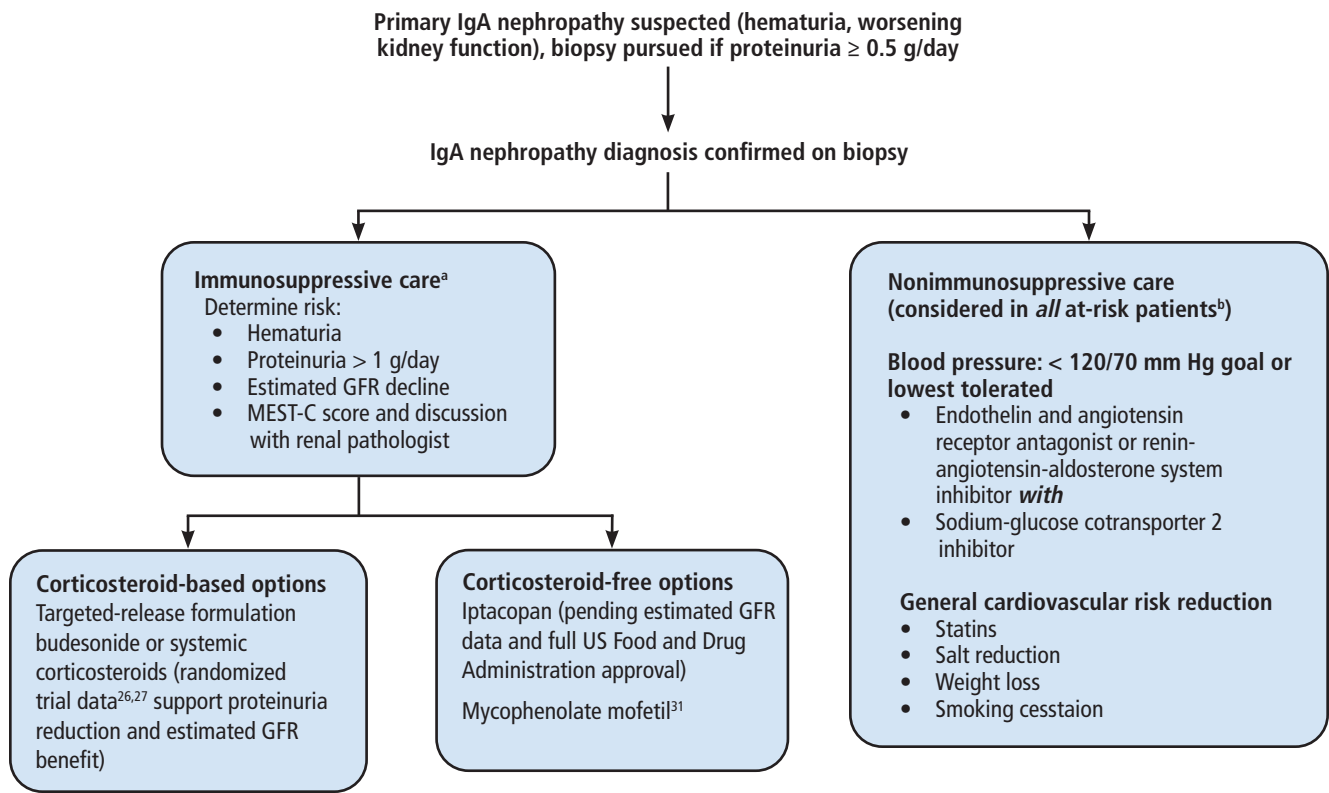 Primary IgA nephropathy suspected (hematuria, worsening
kidney function), biopsy pursued if proteinuria ≥ 0.5 g/day
IgA nephropathy diagnosis confirmed on biopsy
Immunosuppressive careᵃ
Determine risk:
• Hematuria
• Proteinuria > 1 g/day
• Estimated GFR decline
• MEST-C score and discussion
with renal pathologist
Corticosteroid-based options
Targeted-release formulation
budesonide or systemic
corticosteroids (randomized
trial data²⁶,²⁷ support proteinuria
reduction and estimated GFR
benefit)
Corticosteroid-free options
Iptacopan (pending estimated GFR
data and full US Food and Drug
Administration approval)
Mycophenolate mofetil³¹
Nonimmunosuppressive care
(considered in all at-risk patientsᵇ)
Blood pressure: < 120/70 mm Hg goal or
lowest tolerated
• Endothelin and angiotensin
receptor antagonist or renin-
angiotensin-aldosterone system
inhibitor with
• Sodium-glucose cotransporter 2
inhibitor
General cardiovascular risk reduction
• Statins
• Salt reduction
• Weight loss
• Smoking cesstaion